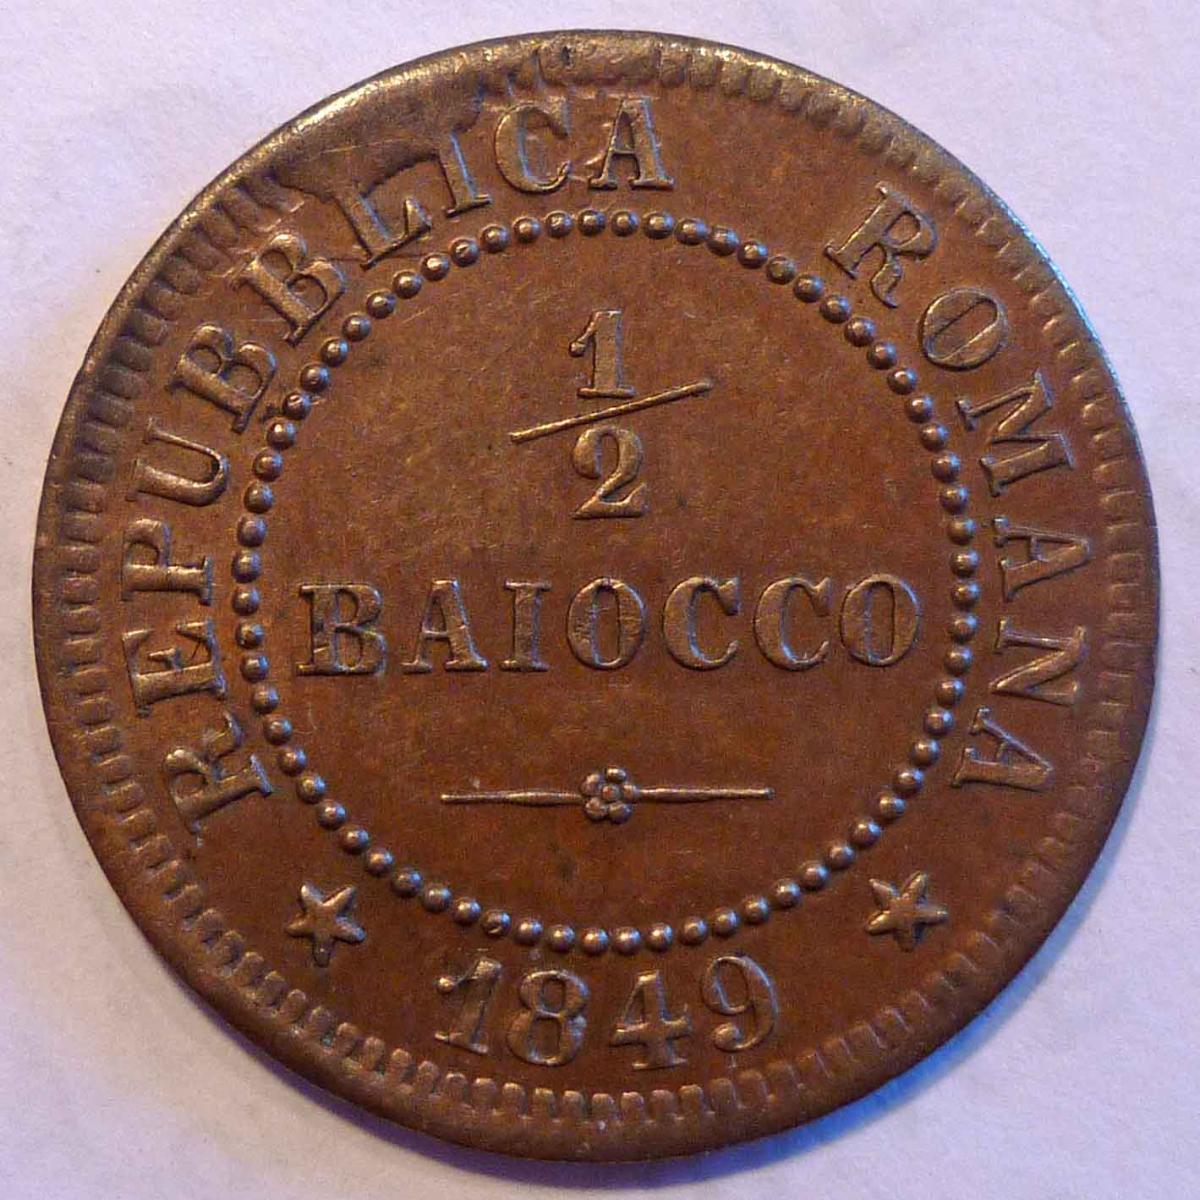 REPUBBLICA ROMANA
1/2
BAIOCCO
1849